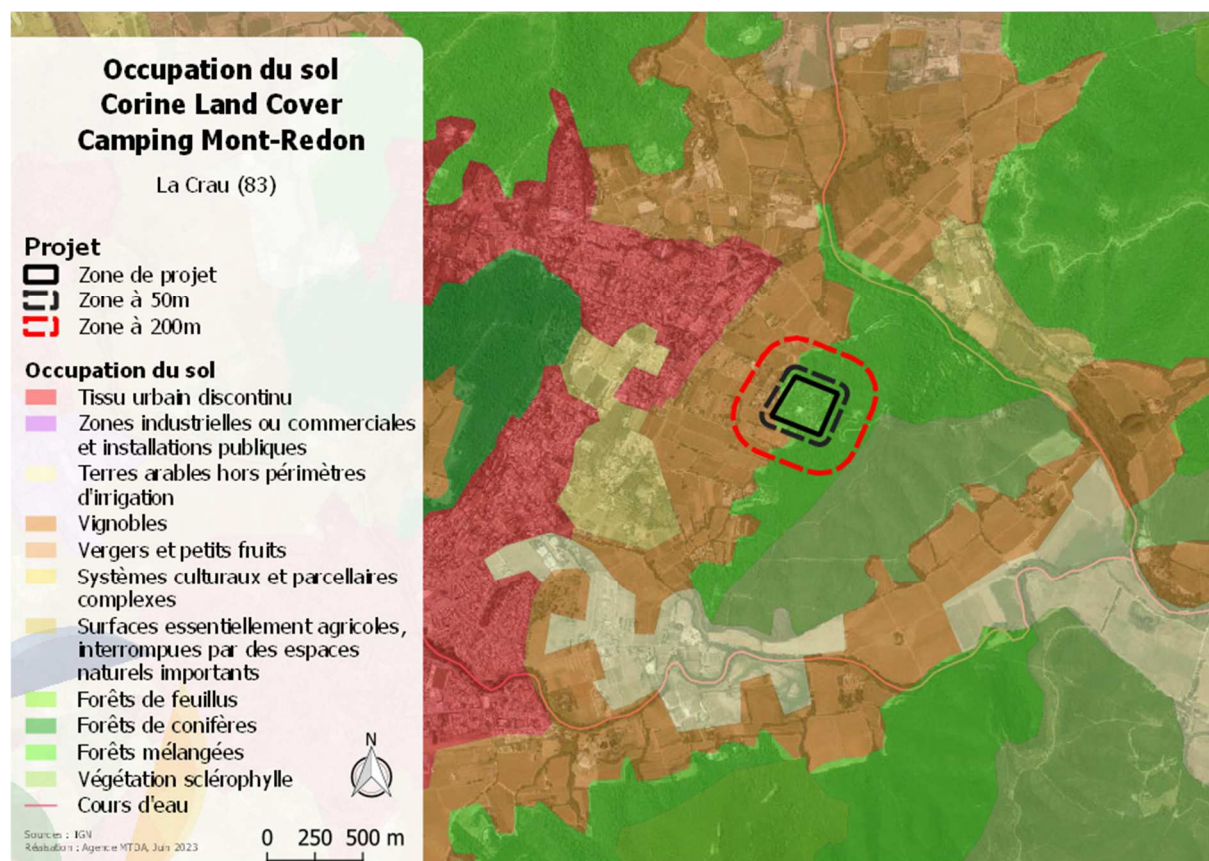 Occupation du sol
Corine Land Cover
Camping Mont-Redon
La Crau (83)
Projet
Zone de projet
Zone à 50m
Zone à 200m
Occupation du sol
Tissu urbain discontinu
Zones industrielles ou commerciales
et installations publiques
Terres arables hors périmètres
d'irrigation
Vignobles
Vergers et petits fruits
Systèmes culturaux et parcellaires
complexes
Surfaces essentiellement agricoles,
interrompues par des espaces
naturels importants
Forêts de feuillus
Forêts de conifères
Forêts mélangées
Végétation sclérophylle
Cours d'eau
N
Sources : IGN
Réalisation : Agence MTDA, Juin 2023
0 250 500 m